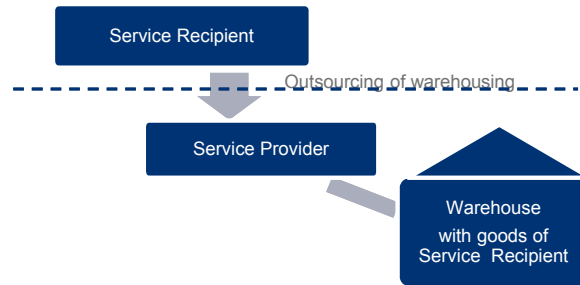 Service Recipient
Outsourcing of warehousing
Service Provider
Warehouse
with goods of
Service Recipient